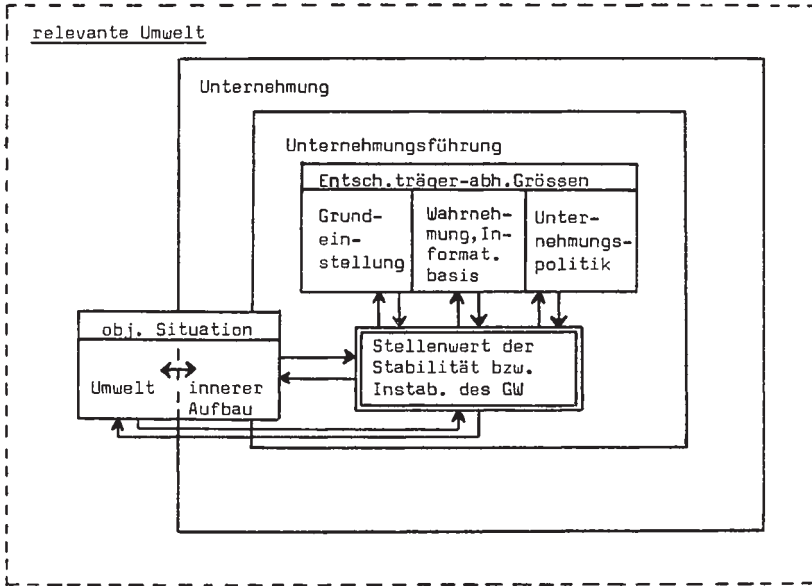 relevante Umwelt
Unternehmung
Unternehmungsführung
Entsch.träger-abh.Grössen
Grund-
ein-
stellung
Wahrneh-
mung,In-
format.
basis
Unter-
nehmungs-
politik
obj. Situation
Umwelt innerer
Aufbau
Stellenwert der
Stabilität bzw.
Instab. des GW